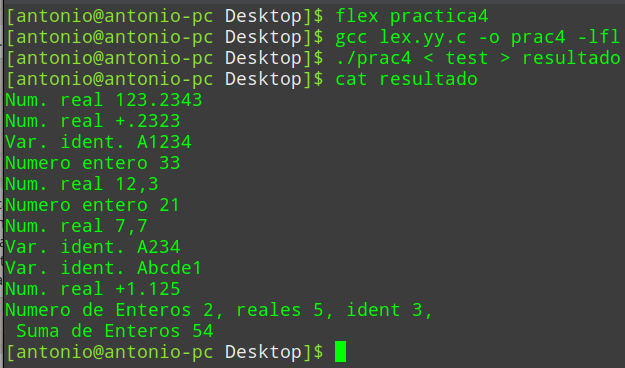 [antonio@antonio-pc Desktop]$ flex practica4
[antonio@antonio-pc Desktop]$ gcc lex.yy.c -o prac4 -lfl
[antonio@antonio-pc Desktop]$ ./prac4 < test > resultado
[antonio@antonio-pc Desktop]$ cat resultado
Num. real 123.2343
Num. real +.2323
Var. ident. A1234
Numero entero 33
Num. real 12,3
Numero entero 21
Num. real 7,7
Var. ident. A234
Var. ident. Abcde1
Num. real +1.125
Numero de Enteros 2, reales 5, ident 3,
 Suma de Enteros 54
[antonio@antonio-pc Desktop]$